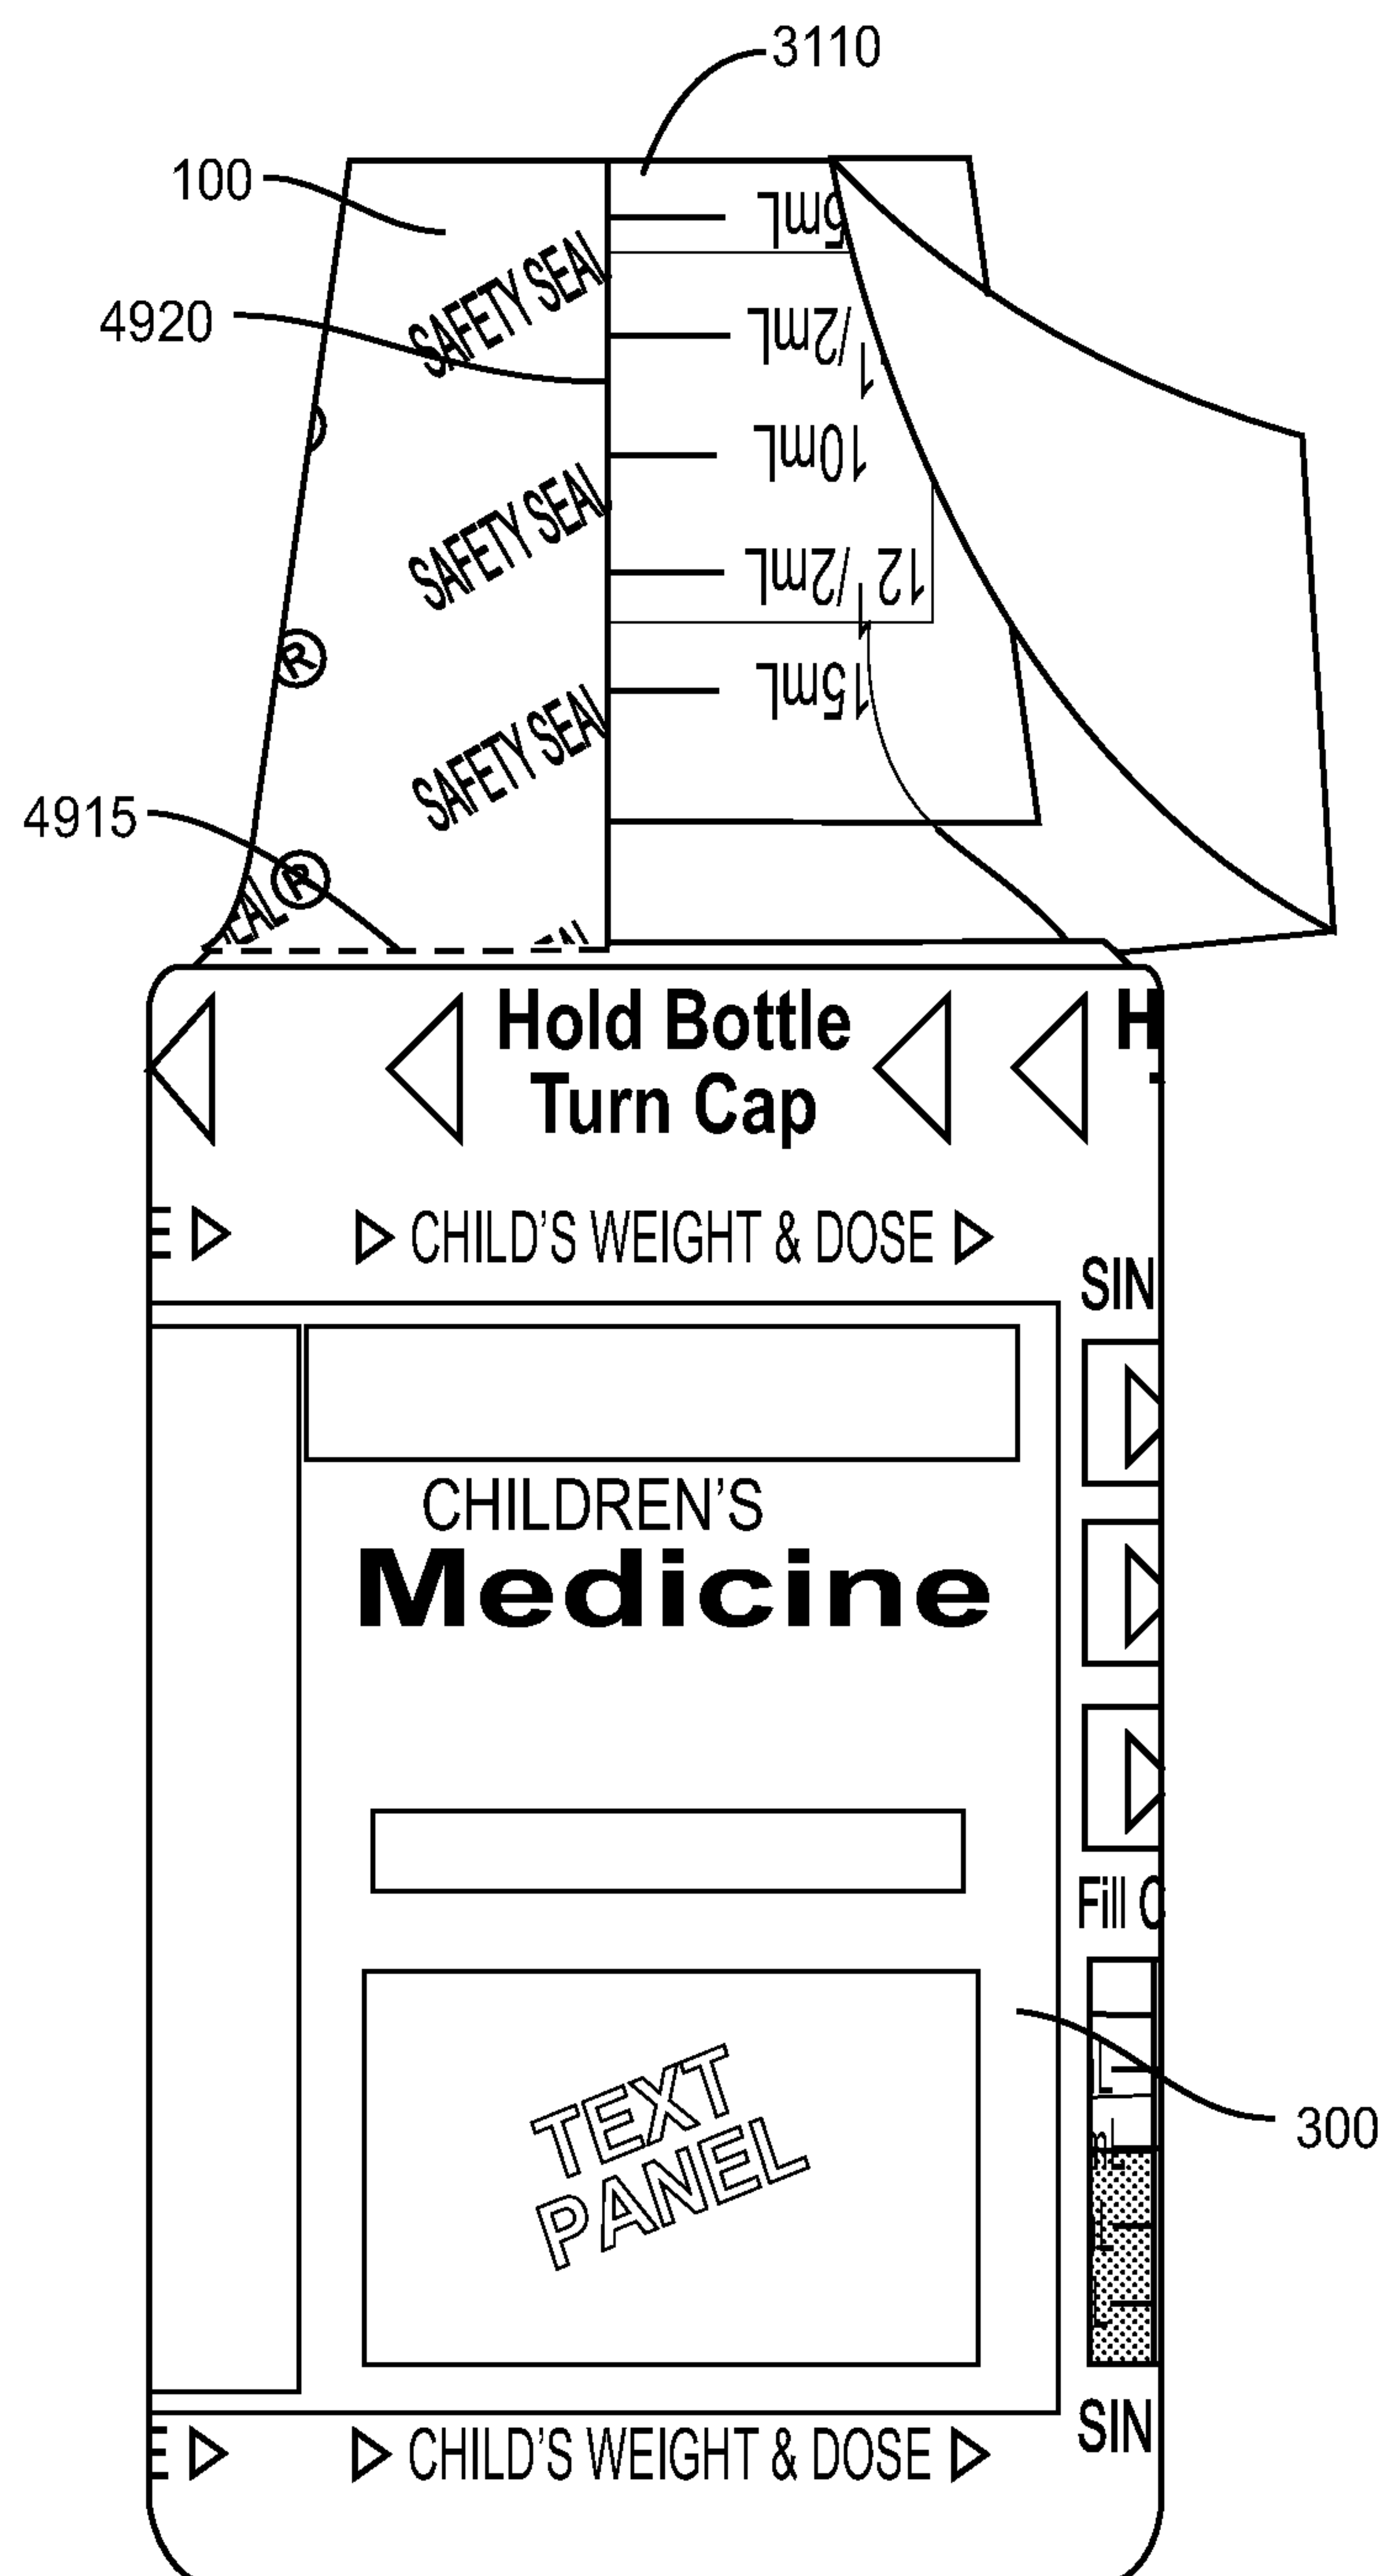 3110
100
5mL
SAFETY SEAL
4920
1/2mL
10mL
SAFETY SEAL
12 1/2mL
®
15mL
SAFETY SEAL
4915
EAL®
Hold Bottle
Turn Cap
H
E
CHILD'S WEIGHT & DOSE
SIN
CHILDREN'S
Medicine
Fill
TEXT
PANEL
300
SIN
E
CHILD'S WEIGHT & DOSE